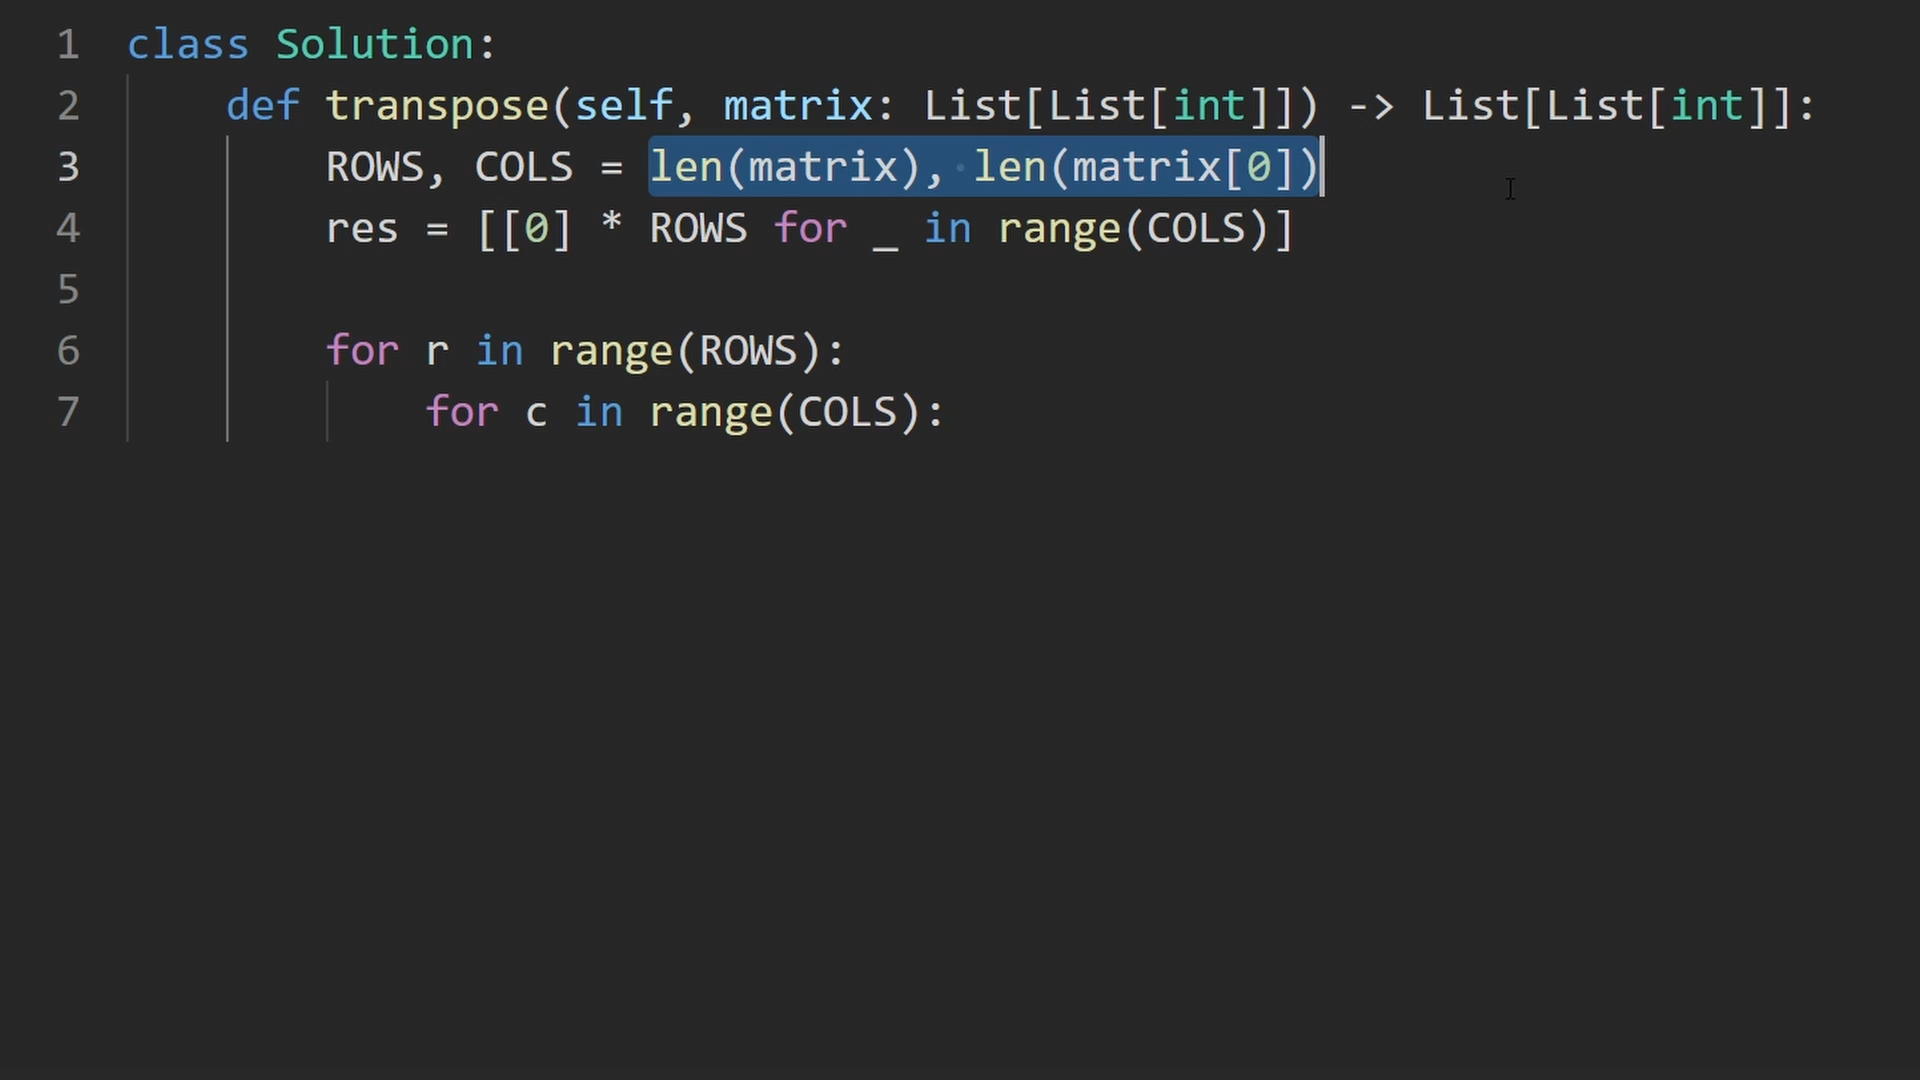 1 class Solution:
2 def transpose(self, matrix: List[List[int]]) -> List[List[int]]:
3 ROWS, COLS = len(matrix), len(matrix[0])
4 res = [[0] * ROWS for _ in range(COLS)]
5
6 for r in range(ROWS):
7 for c in range(COLS):